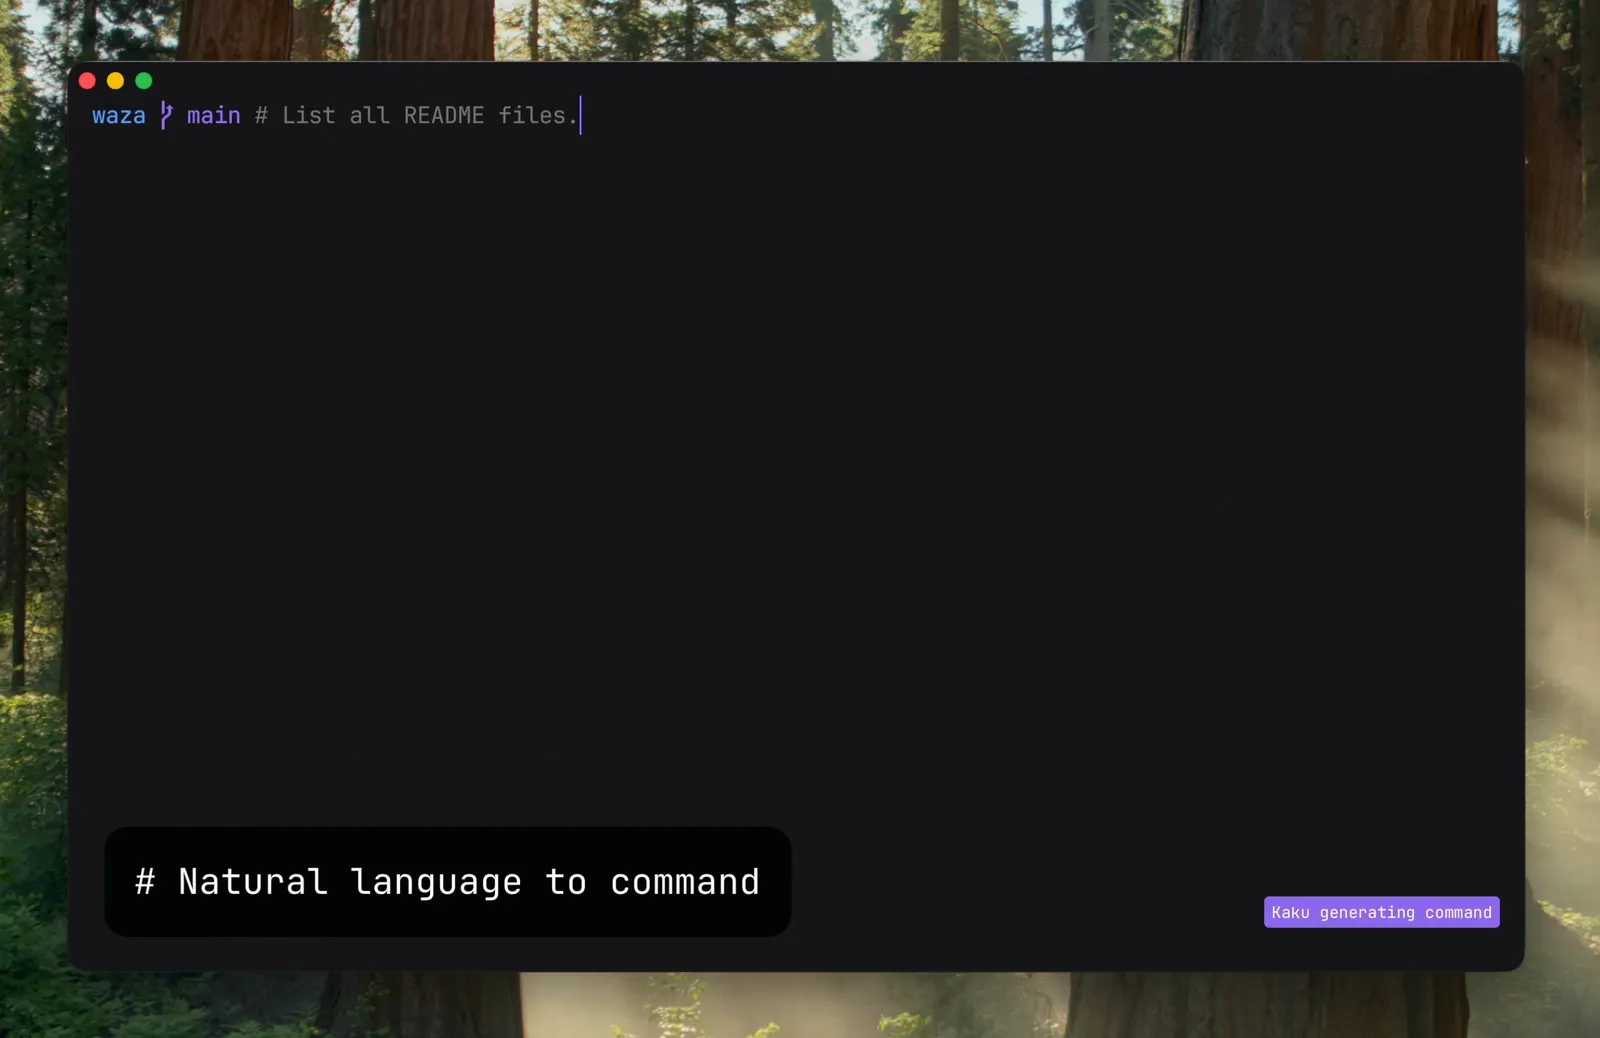 waza main # List all README files.
# Natural language to command
Kaku generating command